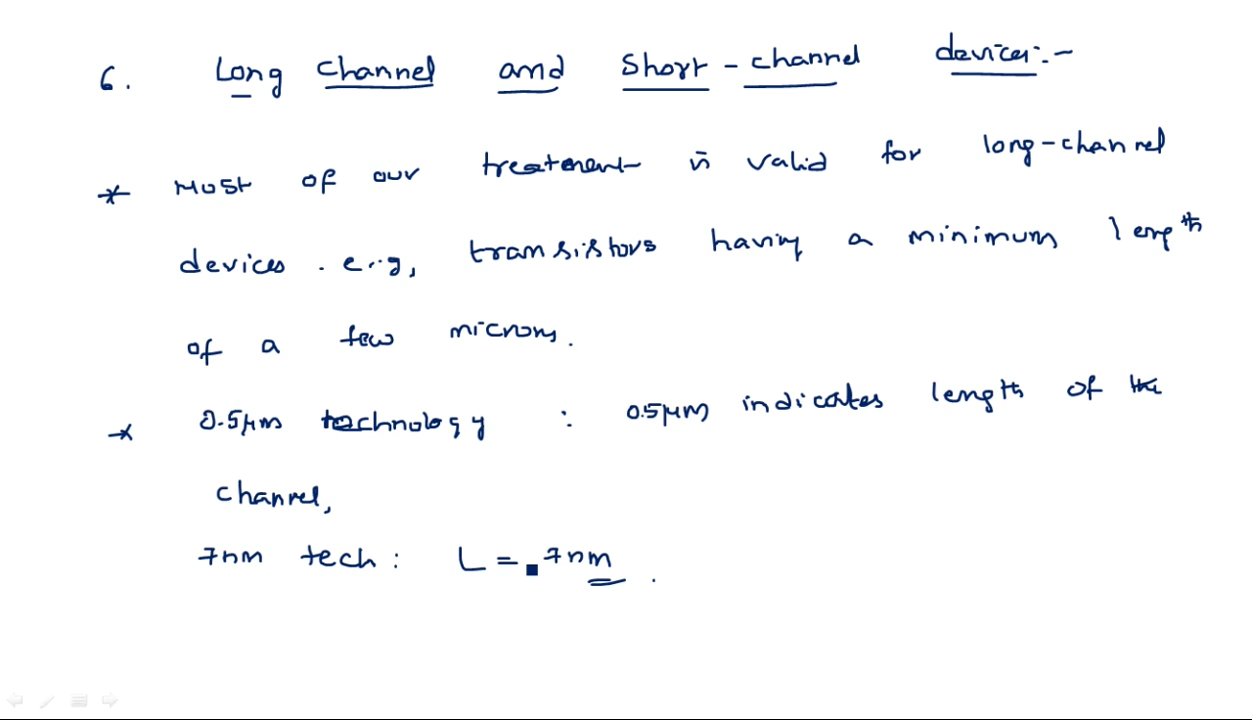 6. Long channel and short-channel devices:-
* Most of our treatment is valid for long-channel
devices. e.g, transistors having a minimum length
of a few microns.
* 0.5μm technology : 0.5μm indicates length of the
channel,
7nm tech: L = 7nm.